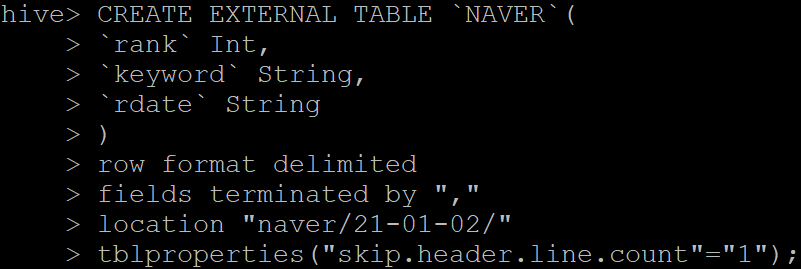 hive> CREATE EXTERNAL TABLE `NAVER`(
    > `rank` Int,
    > `keyword` String,
    > `rdate` String
    > )
    > row format delimited
    > fields terminated by ","
    > location "naver/21-01-02/"
    > tblproperties("skip.header.line.count"="1");